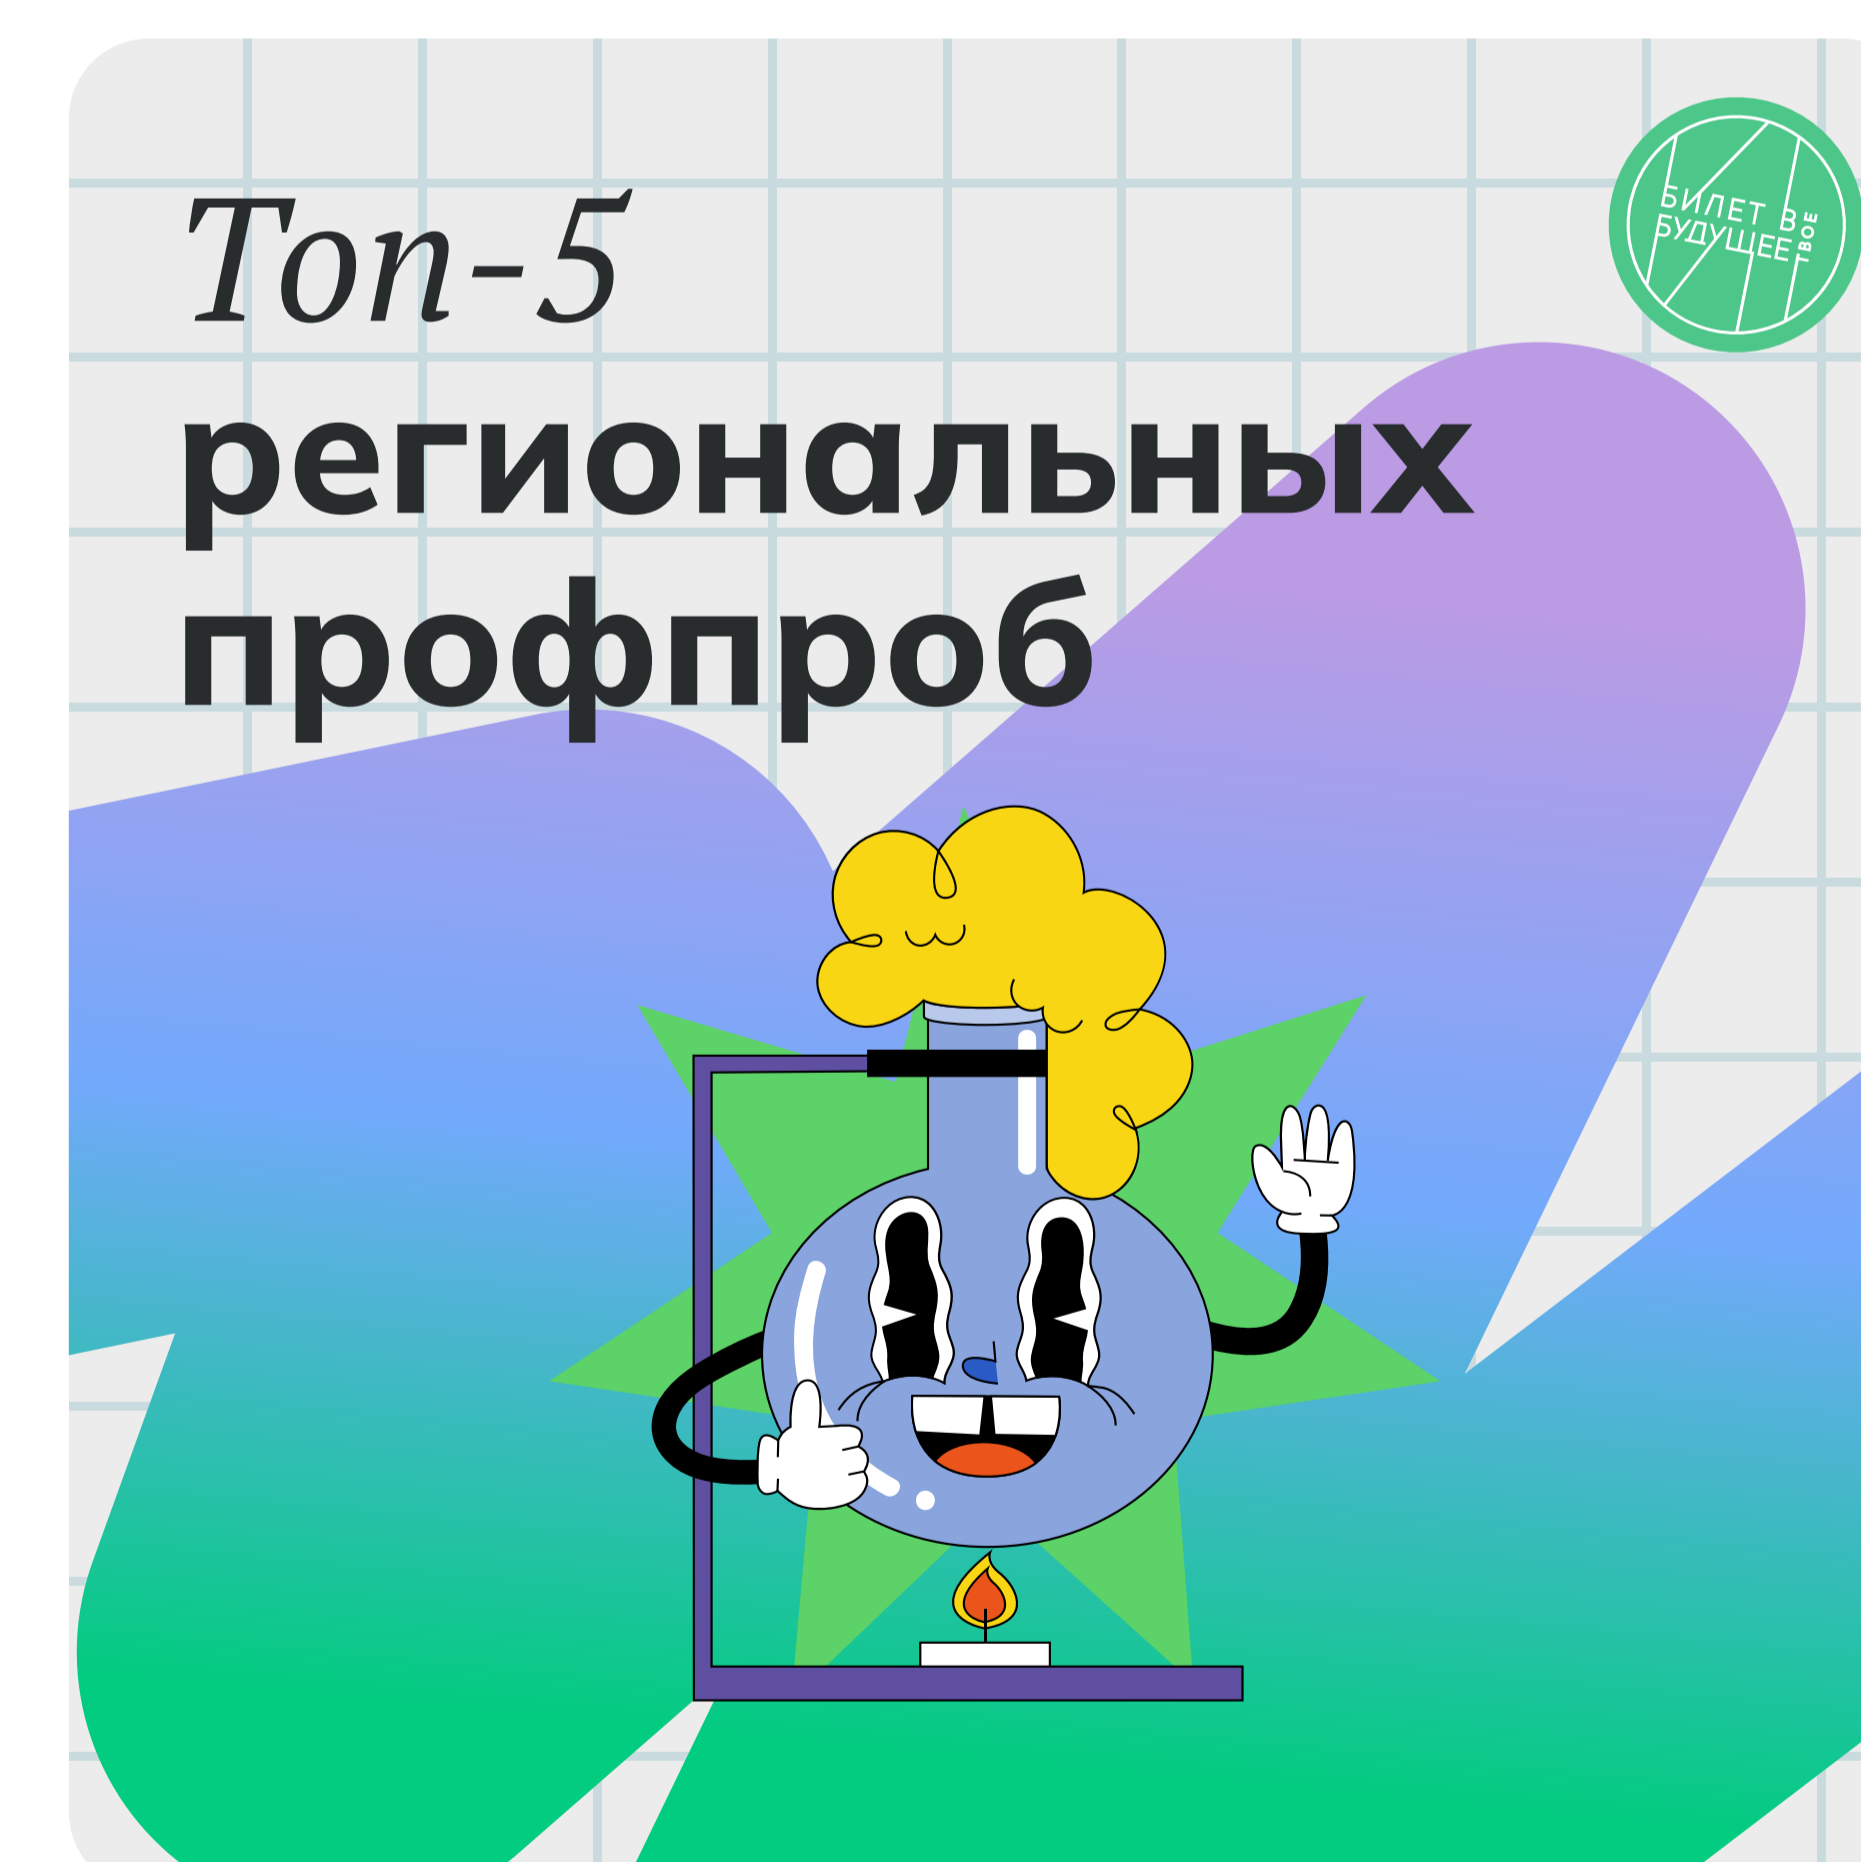 Топ-5
региональных
профпроб
БИЛЕТ В
БУДУЩЕЕ
ТВОЕ